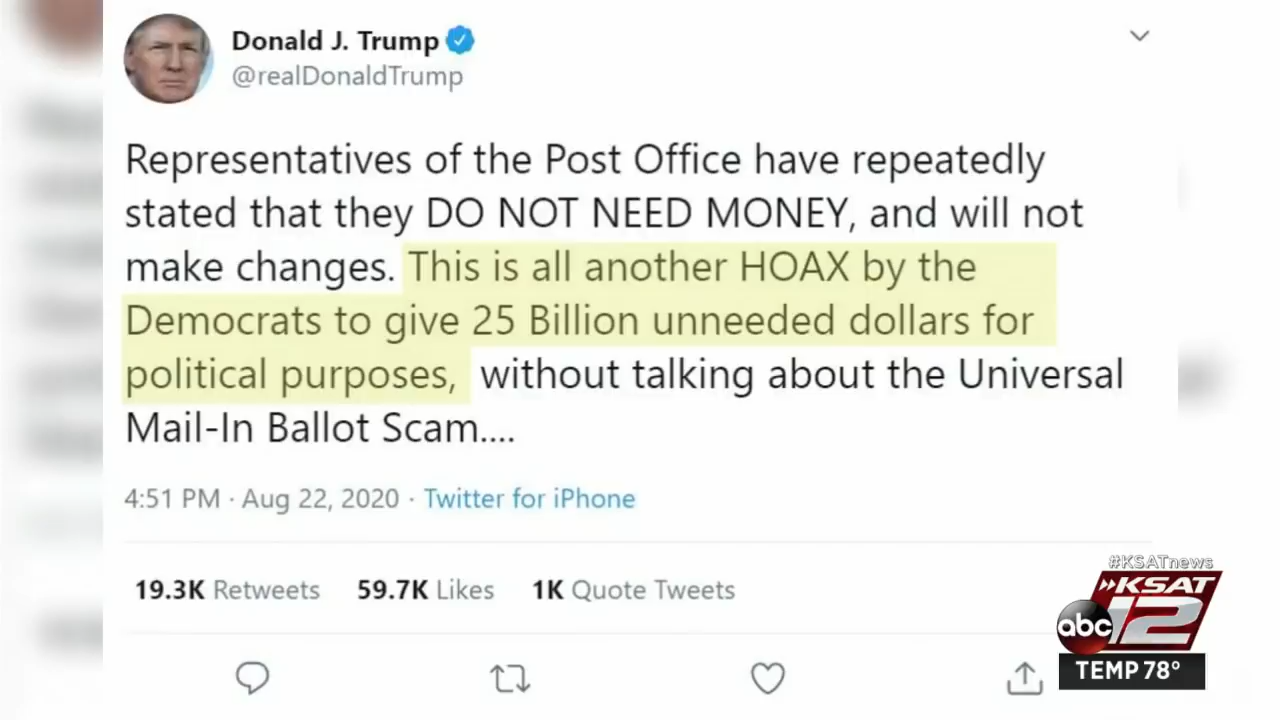 Donald J. Trump
@realDonaldTrump
Representatives of the Post Office have repeatedly
stated that they DO NOT NEED MONEY, and will not
make changes. This is all another HOAX by the
Democrats to give 25 Billion unneeded dollars for
political purposes, without talking about the Universal
Mail-In Ballot Scam....
4:51 PM · Aug 22, 2020 · Twitter for iPhone
19.3K Retweets 59.7K Likes 1K Quote Tweets
#KSATnews
KSAT
abc 12
TEMP 78°